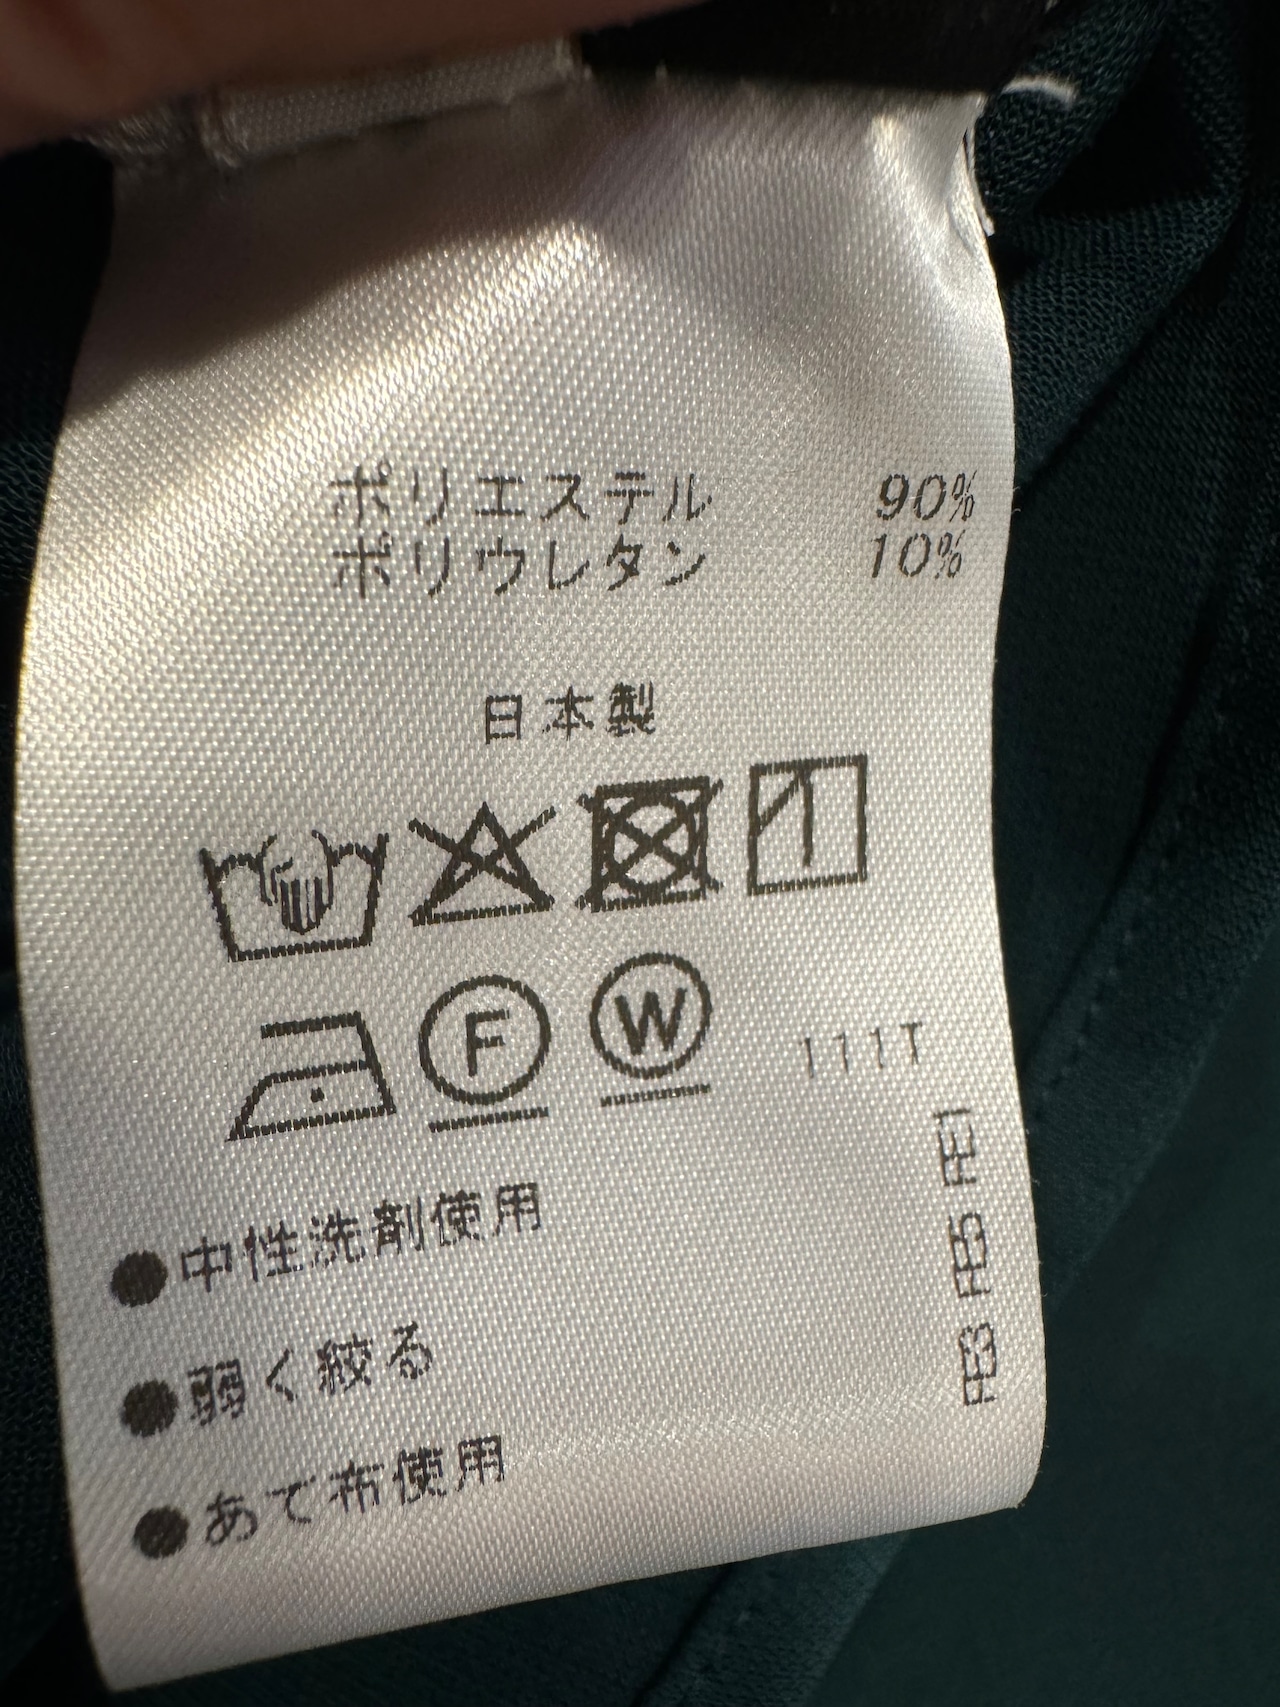 ポリエステル 90%
ポリウレタン 10%
日本製
F W
●中性洗剤使用
●弱く絞る
●あて布使用